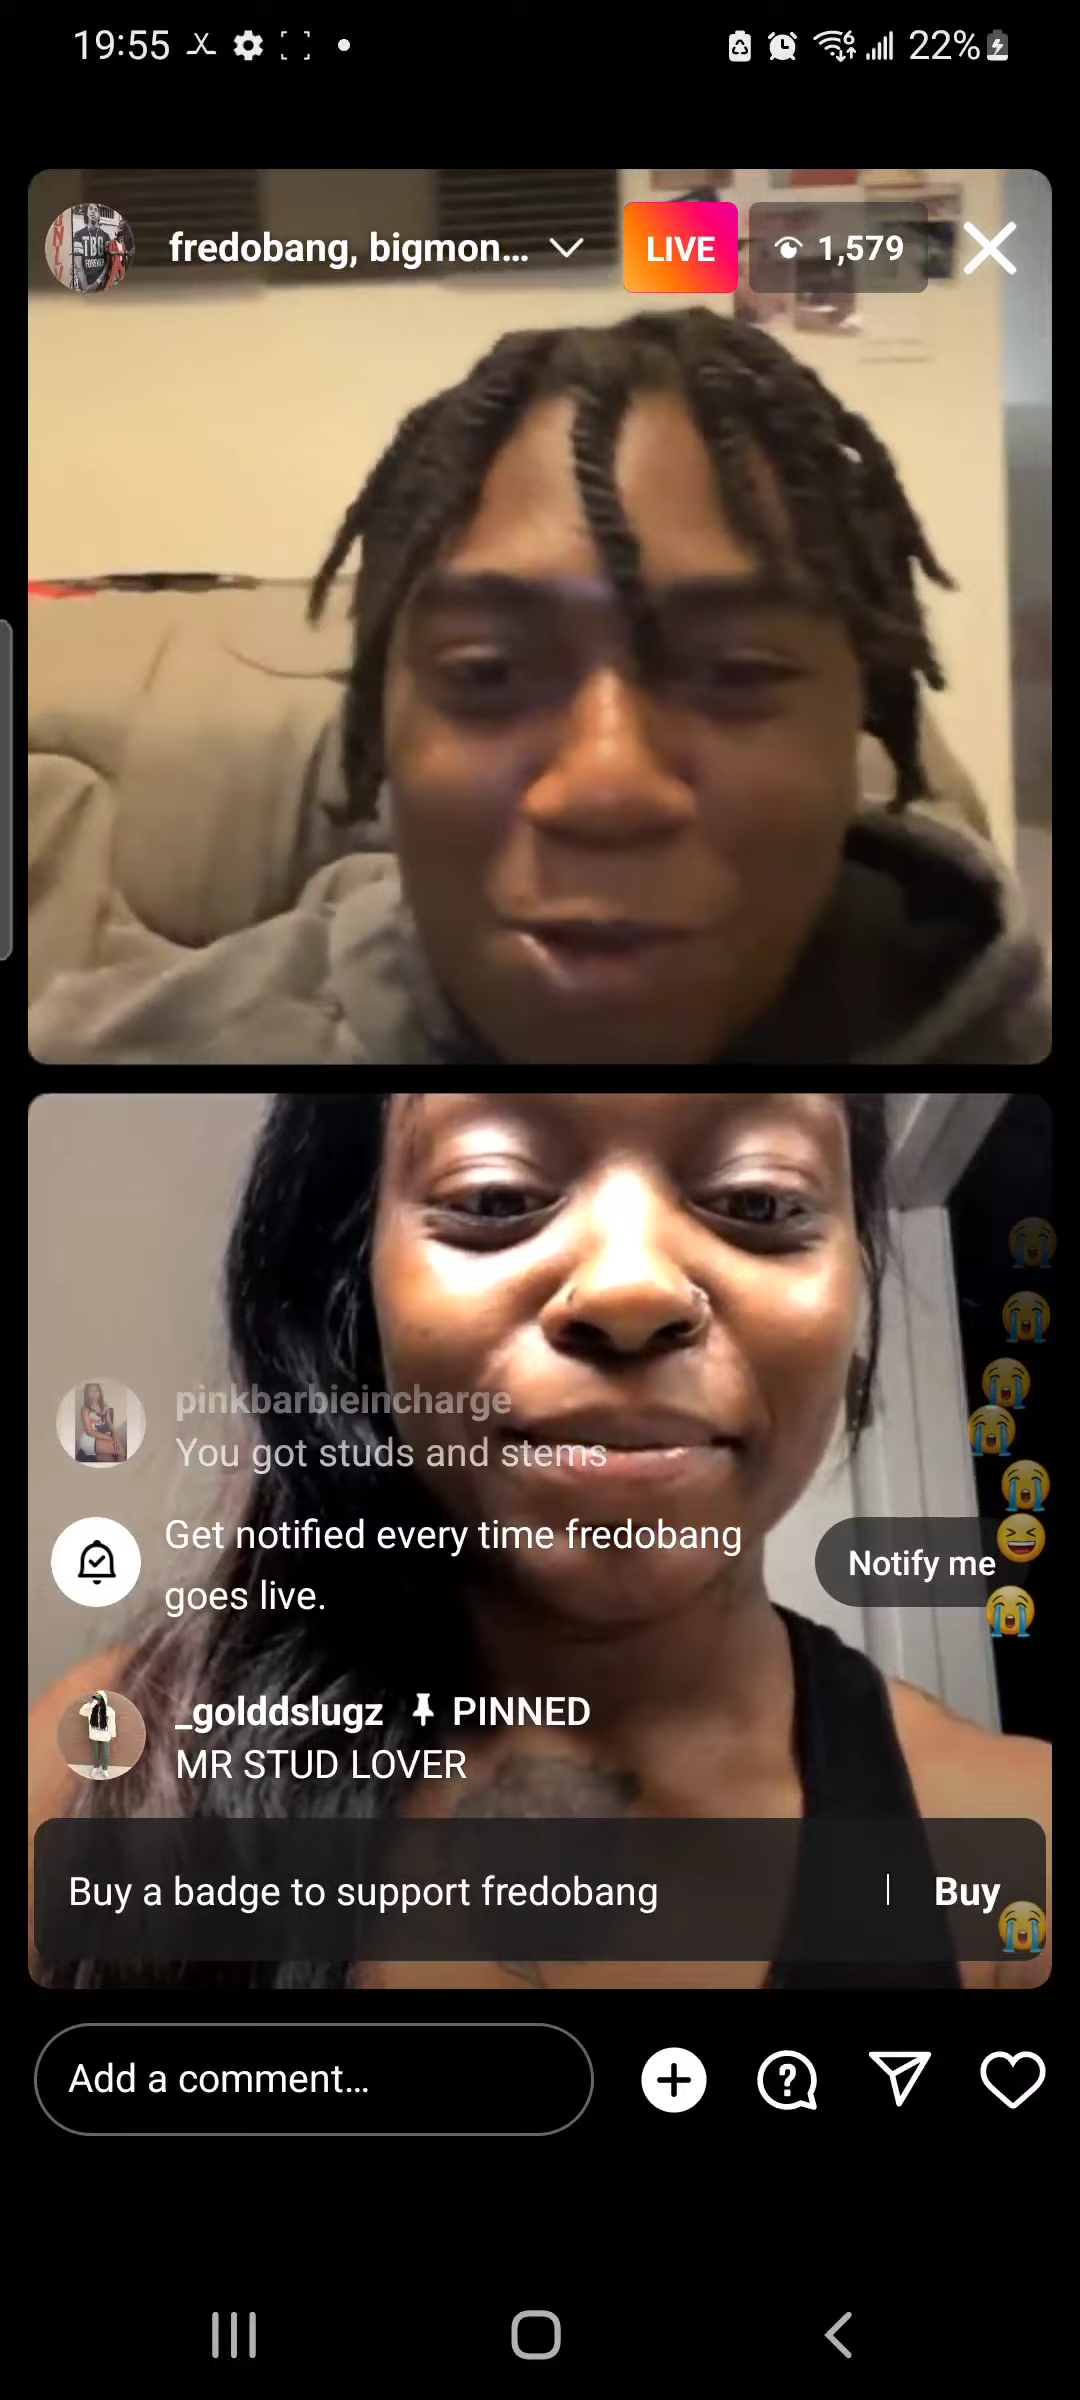 19:55
22%
fredobang, bigmon...
LIVE
1,579
pinkbarbieincharge
You got studs and stems
Get notified every time fredobang
goes live.
Notify me
_golddslugz PINNED
MR STUD LOVER
Buy a badge to support fredobang
Buy
Add a comment...